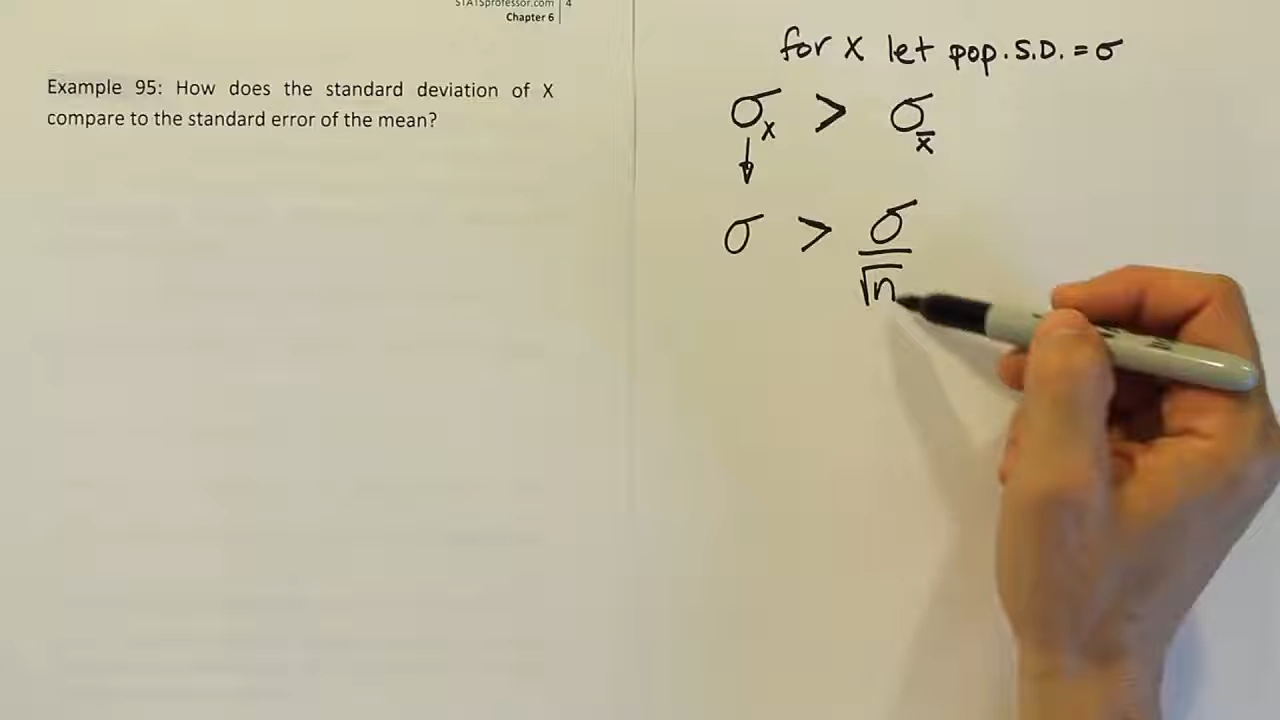 STATSprofessor.com 4
Chapter 6
Example 95: How does the standard deviation of X
compare to the standard error of the mean?
for x let pop. S.D. = σ
σx > σx̅
σ > σ/√n